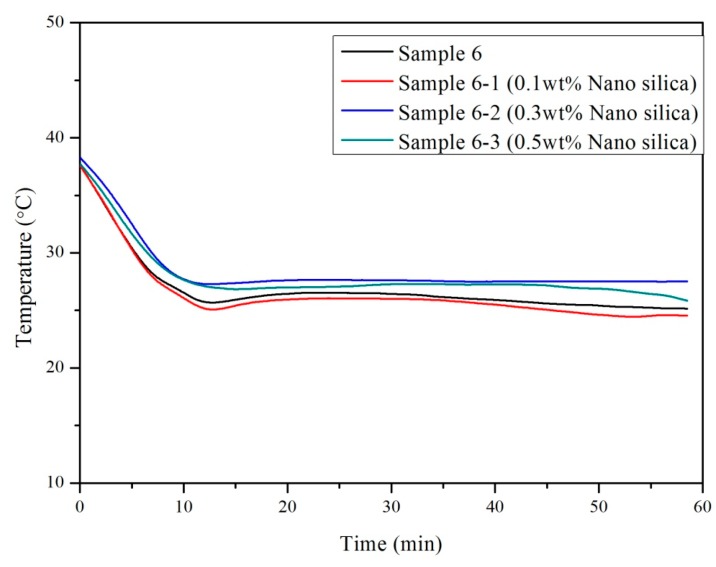 50
Sample 6
Sample 6-1 (0.1wt% Nano silica)
Sample 6-2 (0.3wt% Nano silica)
Sample 6-3 (0.5wt% Nano silica)
40
30
20
10
Temperature (°C)
0 10 20 30 40 50 60
Time (min)